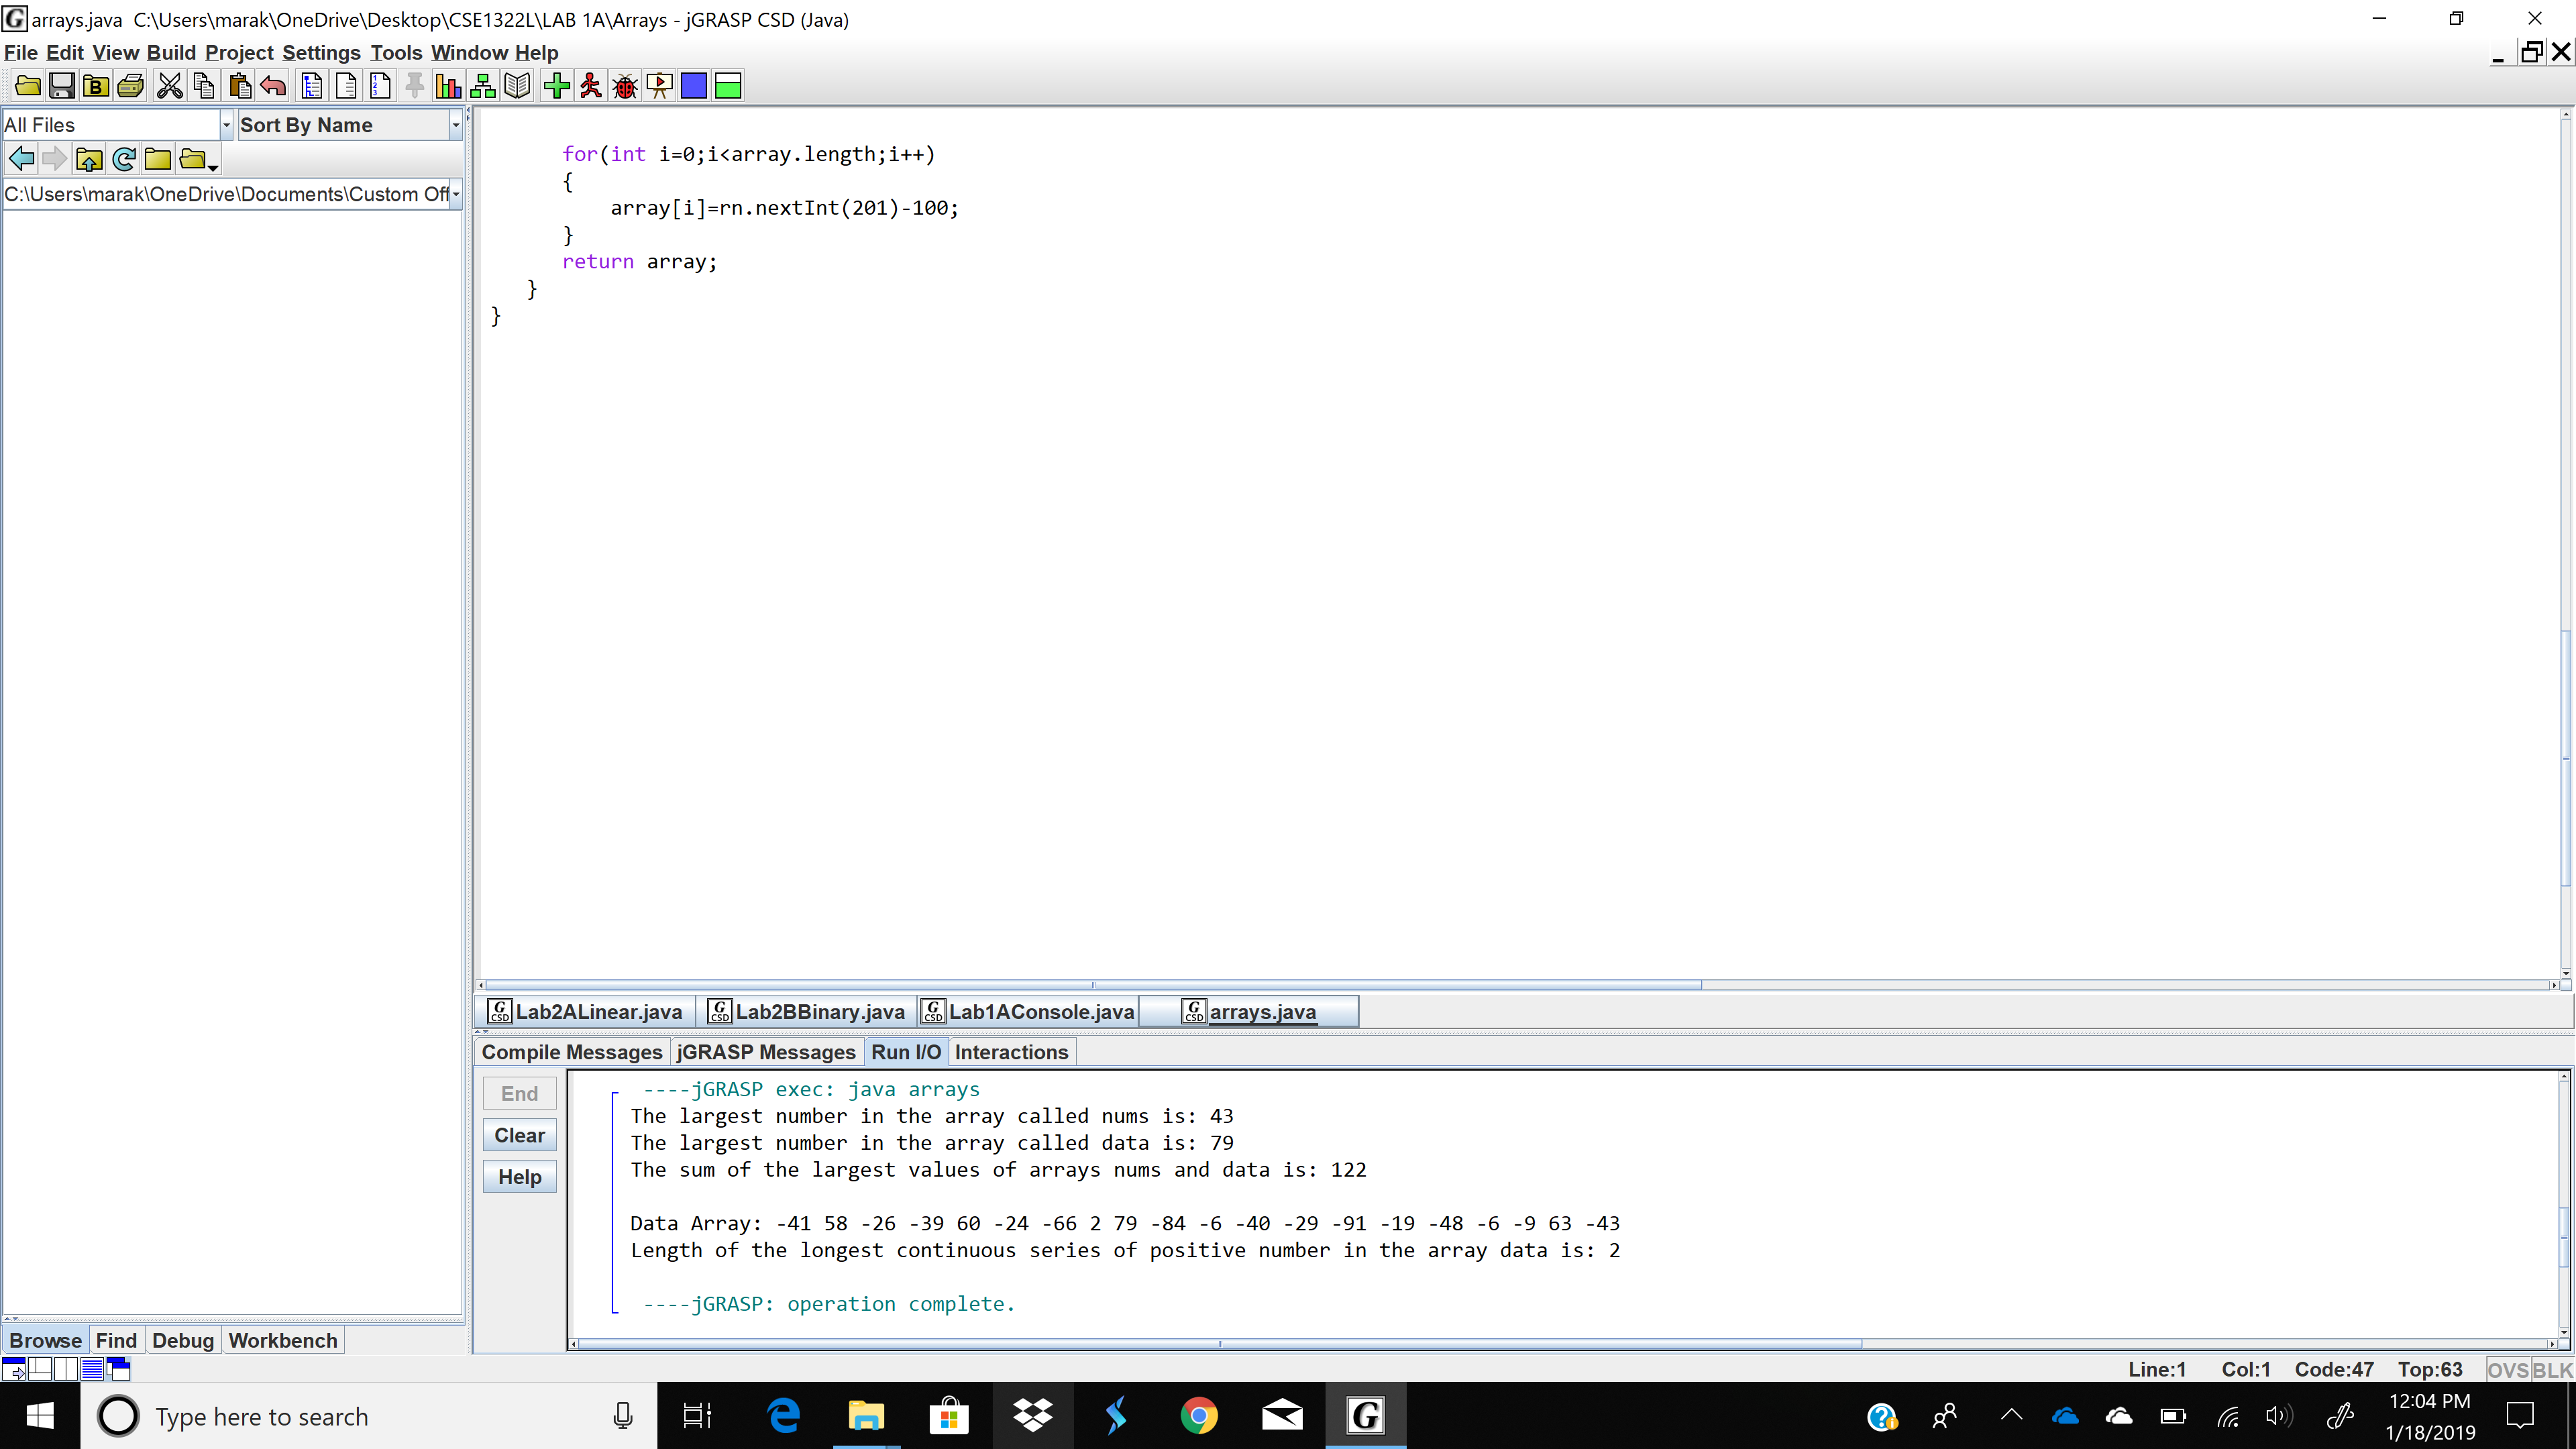 arrays.java  C:\Users\marak\OneDrive\Desktop\CSE1322L\LAB 1A\Arrays - jGRASP CSD (Java)
File Edit View Build Project Settings Tools Window Help
All Files
Sort By Name
C:\Users\marak\OneDrive\Documents\Custom Off
for(int i=0;i<array.length;i++)
{
array[i]=rn.nextInt(201)-100;
}
return array;
}
}
Lab2ALinear.java
Lab2BBinary.java
Lab1AConsole.java
arrays.java
Compile Messages
jGRASP Messages
Run I/O
Interactions
End
Clear
Help
----jGRASP exec: java arrays
The largest number in the array called nums is: 43
The largest number in the array called data is: 79
The sum of the largest values of arrays nums and data is: 122
Data Array: -41 58 -26 -39 60 -24 -66 2 79 -84 -6 -40 -29 -91 -19 -48 -6 -9 63 -43
Length of the longest continuous series of positive number in the array data is: 2
----jGRASP: operation complete.
Browse
Find
Debug
Workbench
Line:1 Col:1 Code:47 Top:63 OVS BLK
Type here to search
12:04 PM
1/18/2019